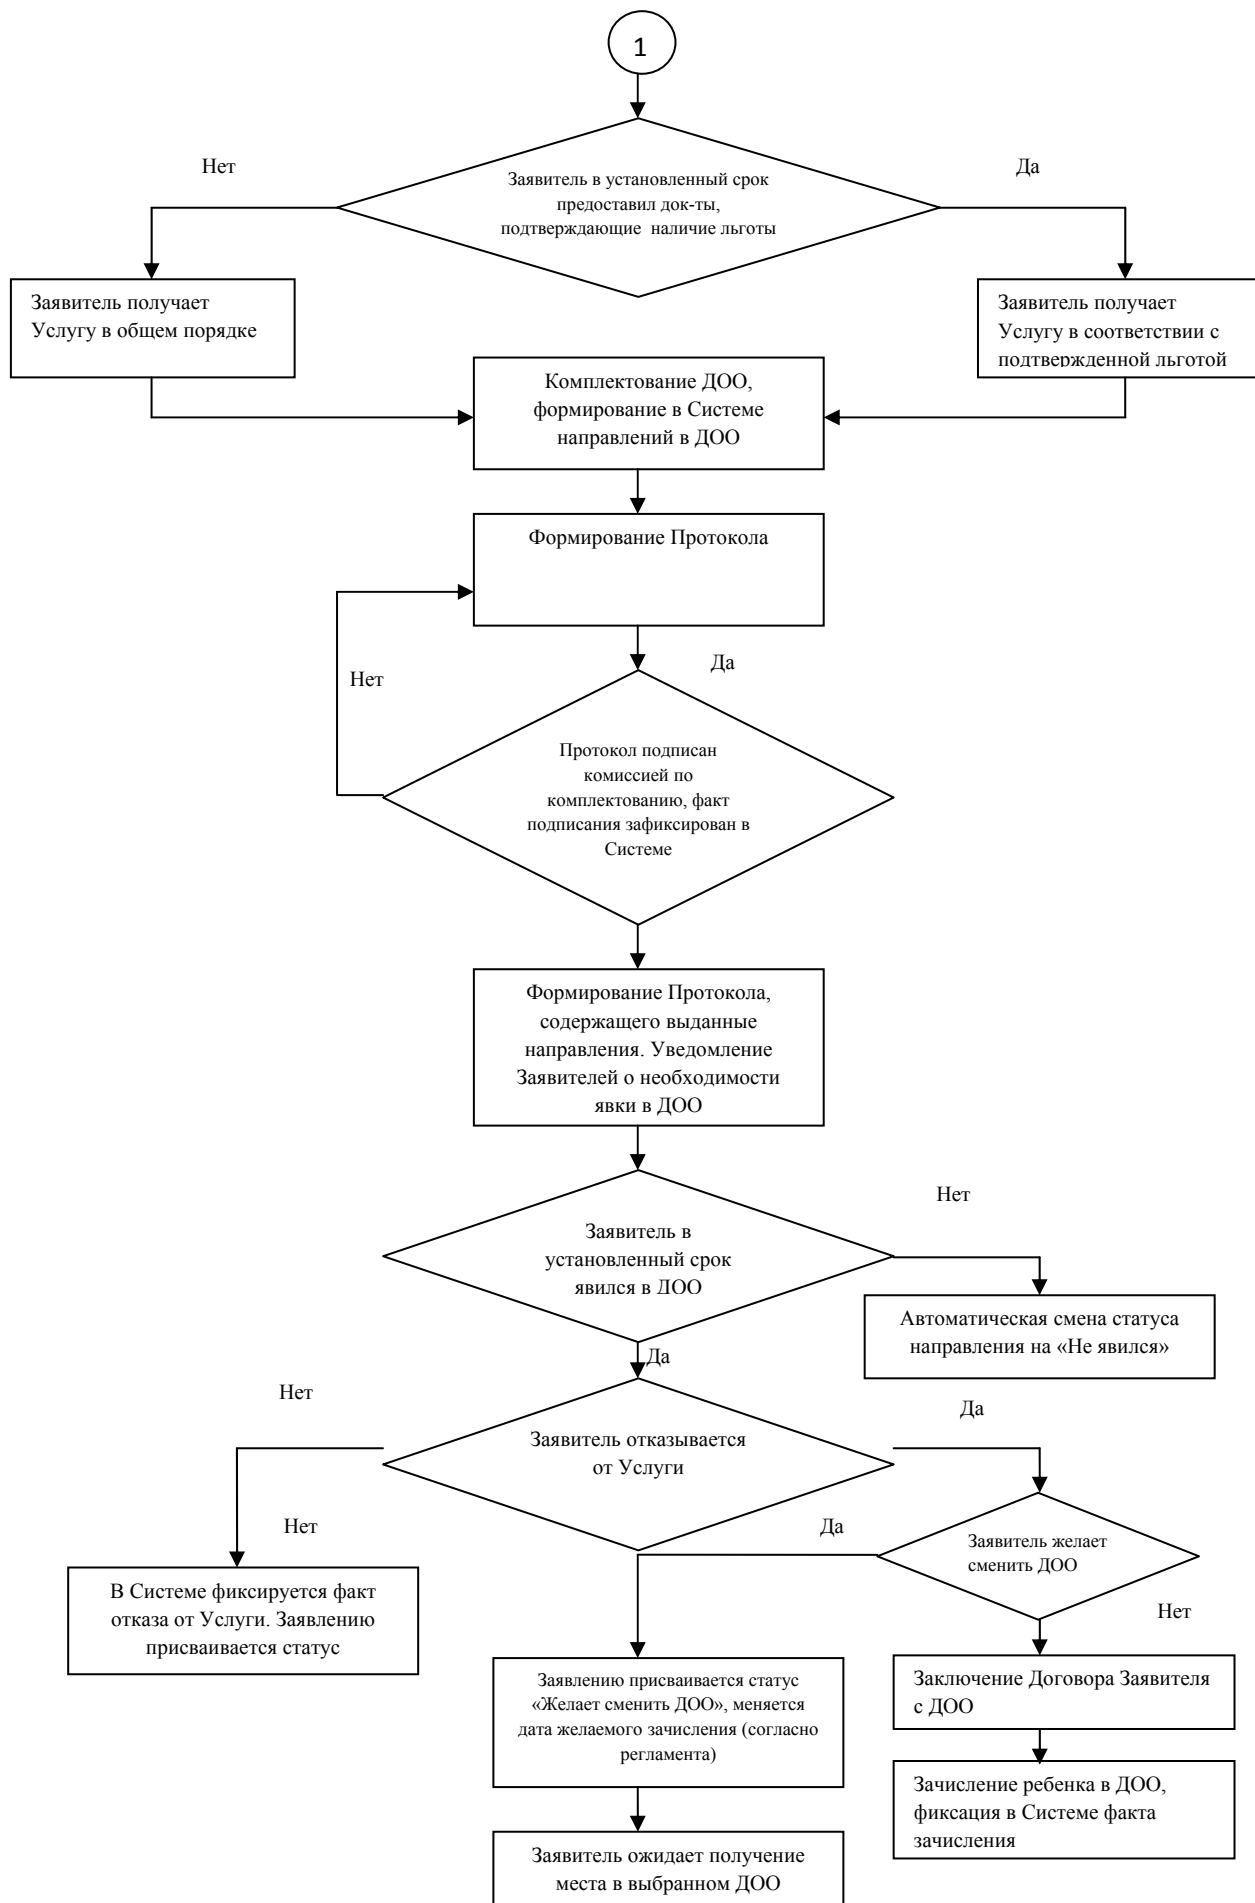 1
Нет
Да
Заявитель в установленный срок
предоставил док-ты,
подтверждающие наличие льготы
Заявитель получает
Услугу в общем порядке
Заявитель получает
Услугу в соответствии с
подтвержденной льготой
Комплектование ДОО,
формирование в Системе
направлений в ДОО
Формирование Протокола
Нет
Да
Протокол подписан
комиссией по
комплектованию, факт
подписания зафиксирован в
Системе
Формирование Протокола,
содержащего выданные
направления. Уведомление
Заявителей о необходимости
явки в ДОО
Нет
Заявитель в
установленный срок
явился в ДОО
Автоматическая смена статуса
направления на «Не явился»
Да
Нет
Да
Заявитель отказывается
от Услуги
Нет
Да
Заявитель желает
сменить ДОО
В Системе фиксируется факт
отказа от Услуги. Заявлению
присваивается статус
Нет
Заявлению присваивается статус
«Желает сменить ДОО», меняется
дата желаемого зачисления (согласно
регламента)
Заключение Договора Заявителя
с ДОО
Зачисление ребенка в ДОО,
фиксация в Системе факта
зачисления
Заявитель ожидает получение
места в выбранном ДОО